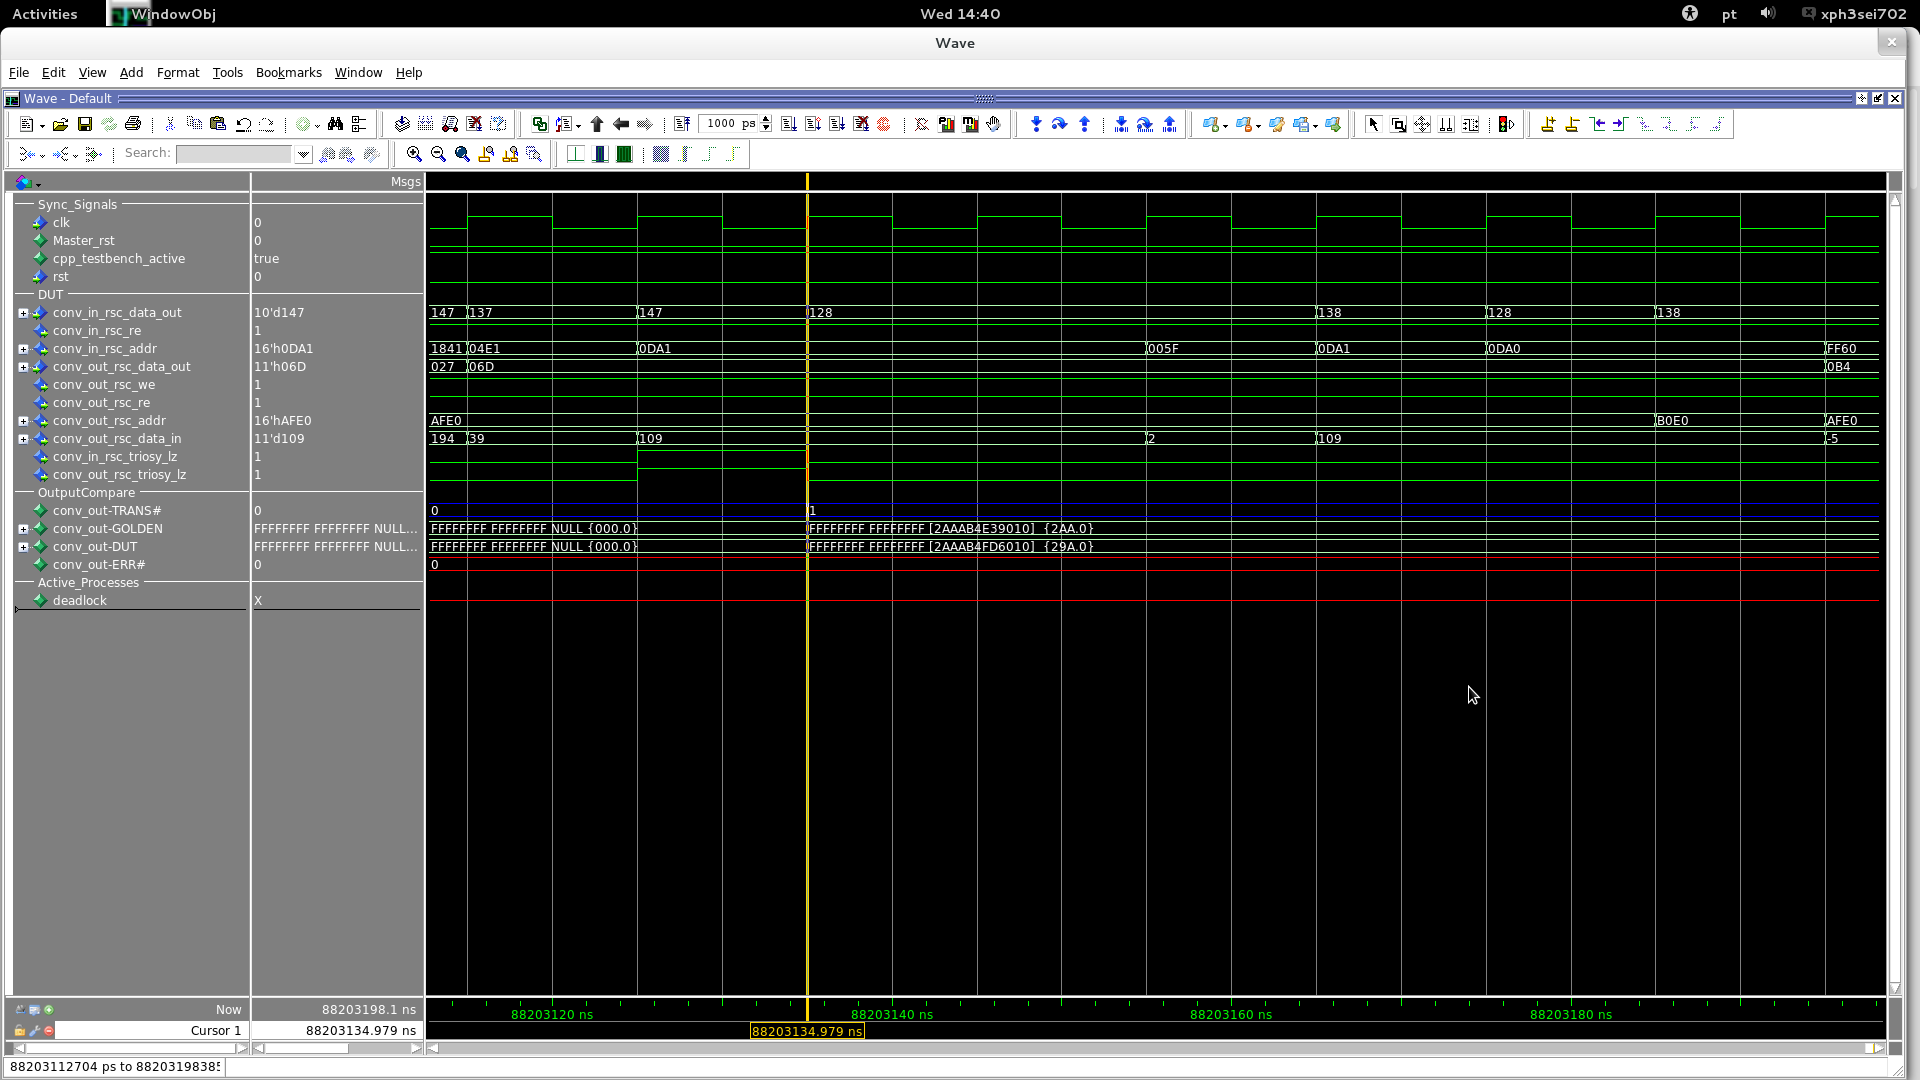 Activities WindowObj Wed 14:40 pt xph3sei702
Wave
File Edit View Add Format Tools Bookmarks Window Help
Wave - Default
1000 ps
Search:
Msgs
Sync_Signals
clk 0
Master_rst 0
cpp_testbench_active true
rst 0
DUT
conv_in_rsc_data_out 10'd147 147 137 147 128 138 128 138
conv_in_rsc_re 1
conv_in_rsc_addr 16'h0DA1 1841 04E1 0DA1 005F 0DA1 0DA0 FF60
conv_out_rsc_data_out 11'h06D 027 06D 0B4
conv_out_rsc_we 1
conv_out_rsc_re 1
conv_out_rsc_addr 16'hAFE0 AFE0 B0E0 AFE0
conv_out_rsc_data_in 11'd109 194 39 109 2 109 -5
conv_in_rsc_triosy_lz 1
conv_out_rsc_triosy_lz 1
OutputCompare
conv_out-TRANS# 0 0 1
conv_out-GOLDEN FFFFFFFF FFFFFFFF NULL... FFFFFFFF FFFFFFFF NULL {000.0} FFFFFFFF FFFFFFFF [2AAAB4E39010] {2AA.0}
conv_out-DUT FFFFFFFF FFFFFFFF NULL... FFFFFFFF FFFFFFFF NULL {000.0} FFFFFFFF FFFFFFFF [2AAAB4FD6010] {29A.0}
conv_out-ERR# 0 0
Active_Processes
deadlock X
Now 88203198.1 ns 88203120 ns 88203140 ns 88203160 ns 88203180 ns
Cursor 1 88203134.979 ns 88203134.979 ns
88203112704 ps to 8820319838